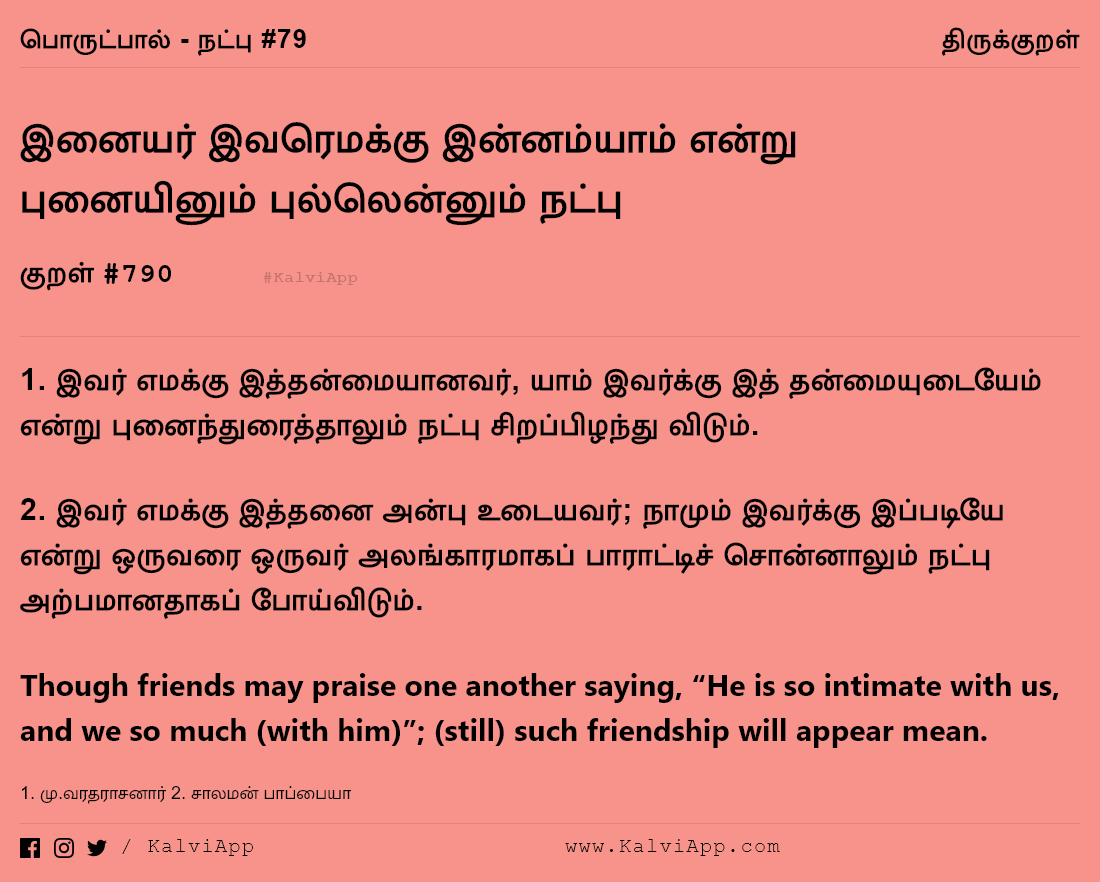 பொருட்பால் - நட்பு #79
திருக்குறள்
இனையர் இவரெமக்கு இன்னம்யாம் என்று
புனையினும் புல்லென்னும் நட்பு
குறள் #790
#KalviApp
1. இவர் எமக்கு இத்தன்மையானவர், யாம் இவர்க்கு இத் தன்மையுடையேம்
என்று புனைந்துரைத்தாலும் நட்பு சிறப்பிழந்து விடும்.
2. இவர் எமக்கு இத்தனை அன்பு உடையவர்; நாமும் இவர்க்கு இப்படியே
என்று ஒருவரை ஒருவர் அலங்காரமாகப் பாராட்டிச் சொன்னாலும் நட்பு
அற்பமானதாகப் போய்விடும்.
Though friends may praise one another saying, “He is so intimate with us,
and we so much (with him)”; (still) such friendship will appear mean.
1. மு.வரதராசனார் 2. சாலமன் பாப்பையா
/ KalviApp
www.KalviApp.com